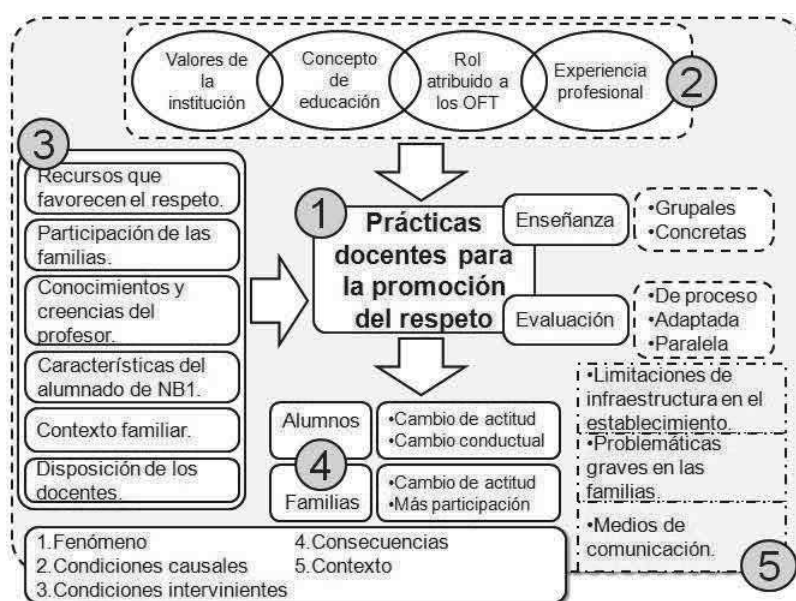 Valores de
la
institución
Concepto
de
educación
Rol
atribuido a
los OFT
Experiencia
profesional
2
3
Recursos que
favorecen el respeto.
Participación de las
familias.
Conocimientos y
creencias del
profesor.
Características del
alumnado de NB1.
Contexto familiar.
Disposición de los
docentes.
1
Prácticas
docentes para
la promoción
del respeto
Enseñanza
•Grupales
•Concretas
Evaluación
•De proceso
•Adaptada
•Paralela
Alumnos
•Cambio de actitud
•Cambio conductual
4
Familias
•Cambio de actitud
•Más participación
•Limitaciones de
infraestructura en el
establecimiento.
•Problemáticas
graves en las
familias.
•Medios de
comunicación.
5
1.Fenómeno
2.Condiciones causales
3.Condiciones intervinientes
4.Consecuencias
5.Contexto